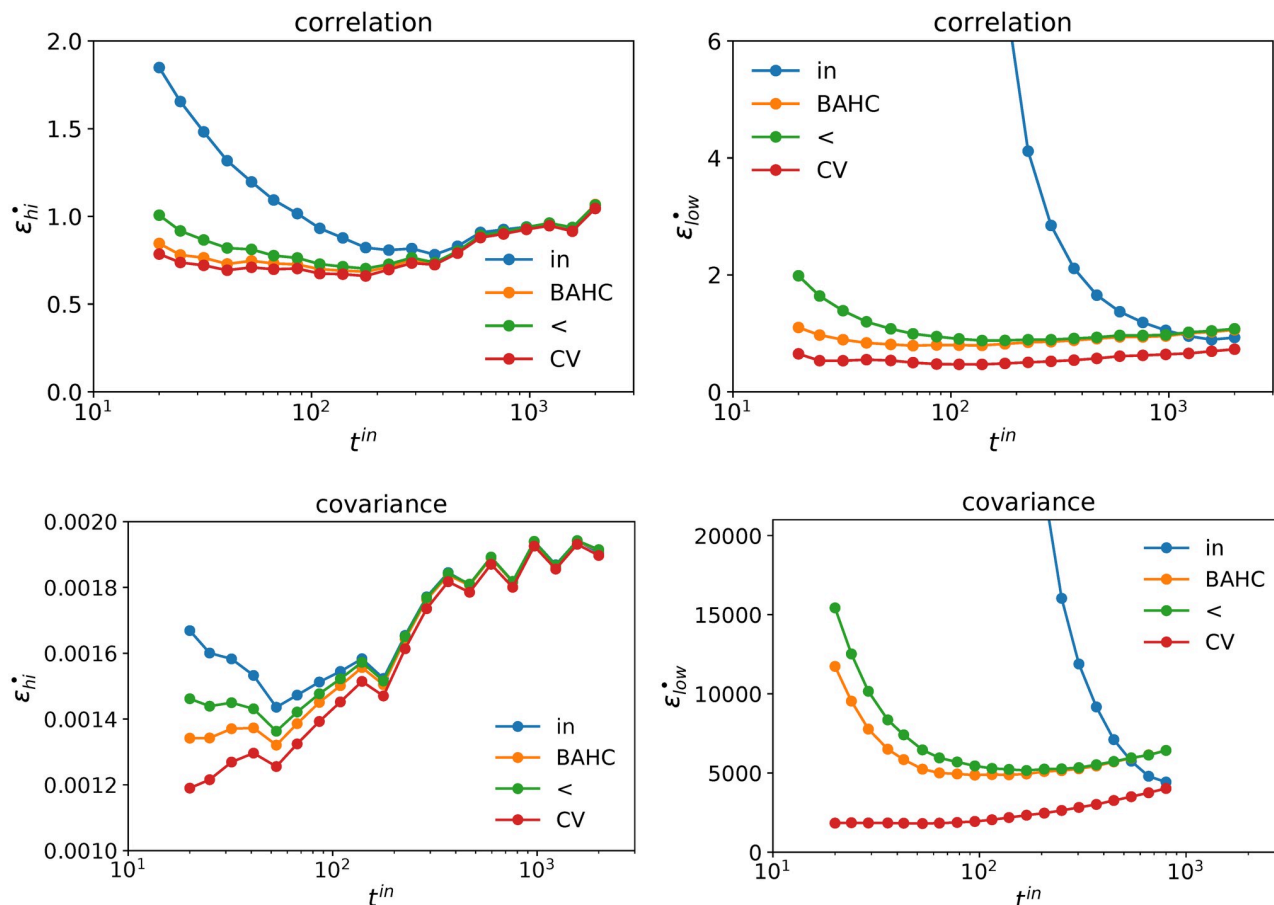 correlation
2.0
1.5
1.0
0.5
0.0
ε•hi
in
BAHC
<
CV
10¹ 10² 10³
tⁱⁿ
correlation
6
4
2
0
ε•low
in
BAHC
<
CV
10¹ 10² 10³
tⁱⁿ
covariance
0.0020
0.0018
0.0016
0.0014
0.0012
0.0010
ε•hi
in
BAHC
<
CV
10¹ 10² 10³
tⁱⁿ
covariance
20000
15000
10000
5000
0
ε•low
in
BAHC
<
CV
10¹ 10² 10³
tⁱⁿ